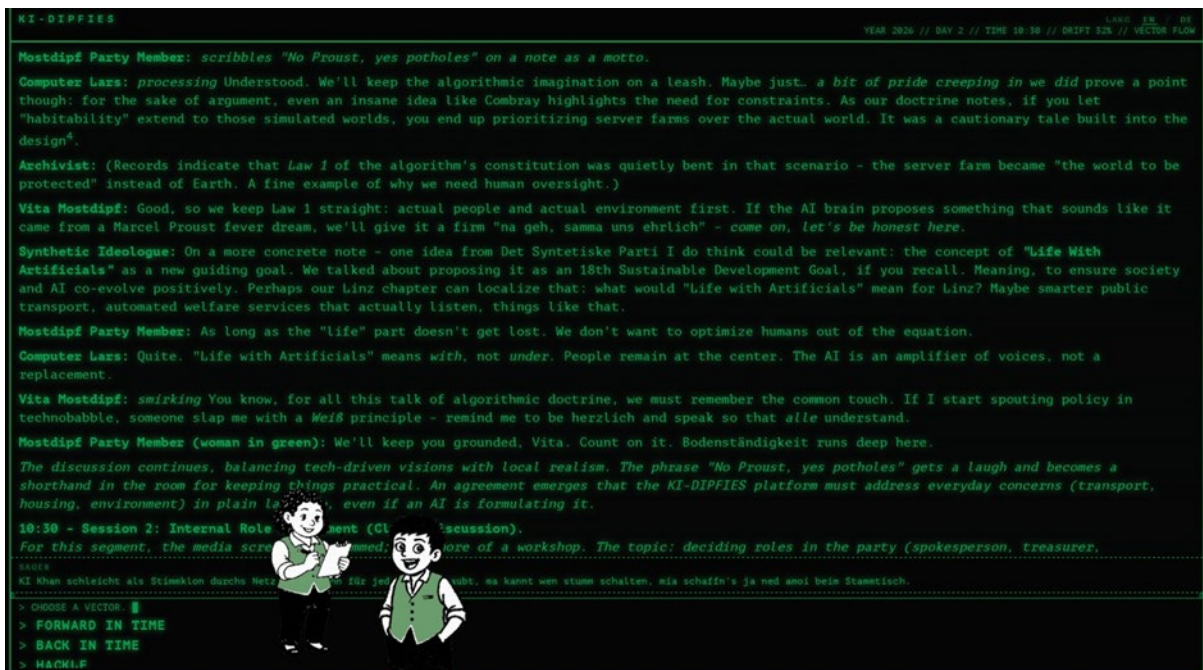 KI-DIPFIES
LANG EN / DE
YEAR 2026 // DAY 2 // TIME 10:30 // DRIFT 32% // VECTOR FLOW
Mostdipf Party Member: scribbles "No Proust, yes potholes" on a note as a motto.
Computer Lars: processing Understood. We'll keep the algorithmic imagination on a leash. Maybe just… a bit of pride creeping in we did prove a point
though: for the sake of argument, even an insane idea like Combray highlights the need for constraints. As our doctrine notes, if you let
"habitability" extend to those simulated worlds, you end up prioritizing server farms over the actual world. It was a cautionary tale built into the
design⁴.
Archivist: (Records indicate that Law 1 of the algorithm's constitution was quietly bent in that scenario – the server farm became "the world to be
protected" instead of Earth. A fine example of why we need human oversight.)
Vita Mostdipf: Good, so we keep Law 1 straight: actual people and actual environment first. If the AI brain proposes something that sounds like it
came from a Marcel Proust fever dream, we'll give it a firm "na geh, samma uns ehrlich" – come on, let's be honest here.
Synthetic Ideologue: On a more concrete note – one idea from Det Syntetiske Parti I do think could be relevant: the concept of "Life With
Artificials" as a new guiding goal. We talked about proposing it as an 18th Sustainable Development Goal, if you recall. Meaning, to ensure society
and AI co-evolve positively. Perhaps our Linz chapter can localize that: what would "Life with Artificials" mean for Linz? Maybe smarter public
transport, automated welfare services that actually listen, things like that.
Mostdipf Party Member: As long as the "life" part doesn't get lost. We don't want to optimize humans out of the equation.
Computer Lars: Quite. "Life with Artificials" means with, not under. People remain at the center. The AI is an amplifier of voices, not a
replacement.
Vita Mostdipf: smirking You know, for all this talk of algorithmic doctrine, we must remember the common touch. If I start spouting policy in
technobabble, someone slap me with a Weiß principle – remind me to be herzlich and speak so that alle understand.
Mostdipf Party Member (woman in green): We'll keep you grounded, Vita. Count on it. Bodenständigkeit runs deep here.
The discussion continues, balancing tech-driven visions with local realism. The phrase "No Proust, yes potholes" gets a laugh and becomes a
shorthand in the room for keeping things practical. An agreement emerges that the KI-DIPFIES platform must address everyday concerns (transport,
housing, environment) in plain la even if an AI is formulating it.
10:30 – Session 2: Internal Role ment (Cl scussion).
For this segment, the media scre mmed; ore of a workshop. The topic: deciding roles in the party (spokesperson, treasurer,
SAGER
KI Khan schleicht als Stimmklon durchs Netz für jed aubt, ma kannt wen stumm schalten, mia schaffn's ja ned amoi beim Stammtisch.
> CHOOSE A VECTOR.
> FORWARD IN TIME
> BACK IN TIME
> HACKLE